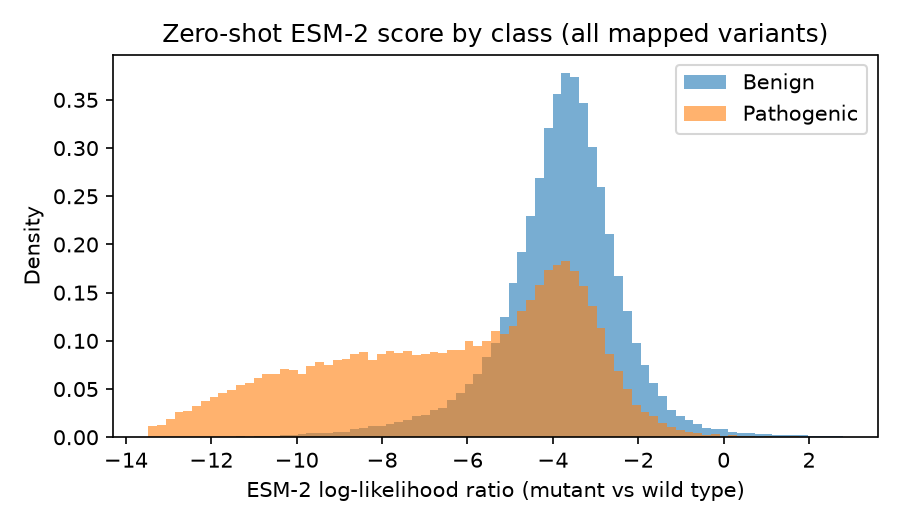 Zero-shot ESM-2 score by class (all mapped variants)
Benign
Pathogenic
Density
0.35
0.30
0.25
0.20
0.15
0.10
0.05
0.00
−14 −12 −10 −8 −6 −4 −2 0 2
ESM-2 log-likelihood ratio (mutant vs wild type)